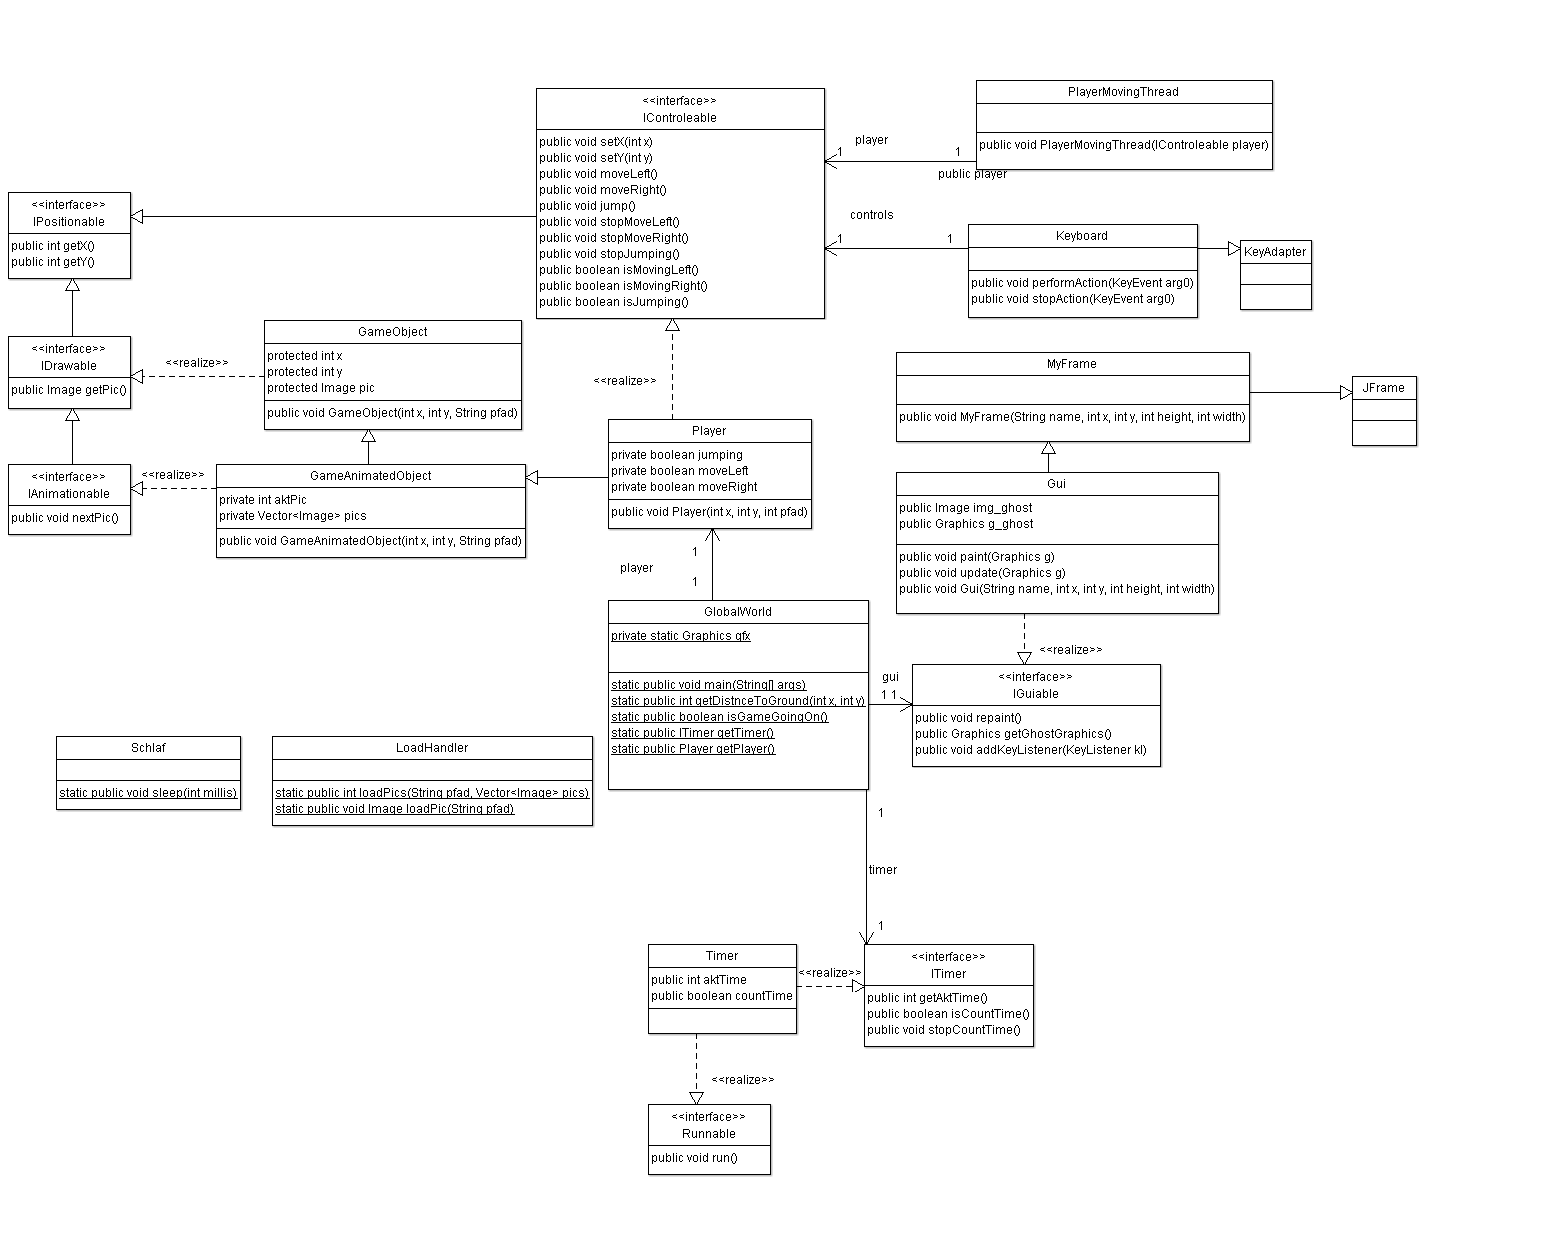 <<interface>>
IControleable
public void setX(int x)
public void setY(int y)
public void moveLeft()
public void moveRight()
public void jump()
public void stopMoveLeft()
public void stopMoveRight()
public void stopJumping()
public boolean isMovingLeft()
public boolean isMovingRight()
public boolean isJumping()
player
1
1
public player
PlayerMovingThread
public void PlayerMovingThread(IControleable player)
controls
1
1
Keyboard
public void performAction(KeyEvent arg0)
public void stopAction(KeyEvent arg0)
KeyAdapter
<<interface>>
IPositionable
public int getX()
public int getY()
<<interface>>
IDrawable
public Image getPic()
<<realize>>
GameObject
protected int x
protected int y
protected Image pic
public void GameObject(int x, int y, String pfad)
<<interface>>
IAnimationable
public void nextPic()
<<realize>>
GameAnimatedObject
private int aktPic
private Vector<Image> pics
public void GameAnimatedObject(int x, int y, String pfad)
<<realize>>
Player
private boolean jumping
private boolean moveLeft
private boolean moveRight
public void Player(int x, int y, int pfad)
MyFrame
public void MyFrame(String name, int x, int y, int height, int width)
JFrame
Gui
public Image img_ghost
public Graphics g_ghost
public void paint(Graphics g)
public void update(Graphics g)
public void Gui(String name, int x, int y, int height, int width)
1
player
1
GlobalWorld
private static Graphics gfx
static public void main(String[] args)
static public int getDistnceToGround(int x, int y)
static public boolean isGameGoingOn()
static public ITimer getTimer()
static public Player getPlayer()
<<realize>>
gui
1 1
<<interface>>
IGuiable
public void repaint()
public Graphics getGhostGraphics()
public void addKeyListener(KeyListener kl)
Schlaf
static public void sleep(int millis)
LoadHandler
static public int loadPics(String pfad, Vector<Image> pics)
static public void Image loadPic(String pfad)
1
timer
1
Timer
public int aktTime
public boolean countTime
<<realize>>
<<interface>>
ITimer
public int getAktTime()
public boolean isCountTime()
public void stopCountTime()
<<realize>>
<<interface>>
Runnable
public void run()